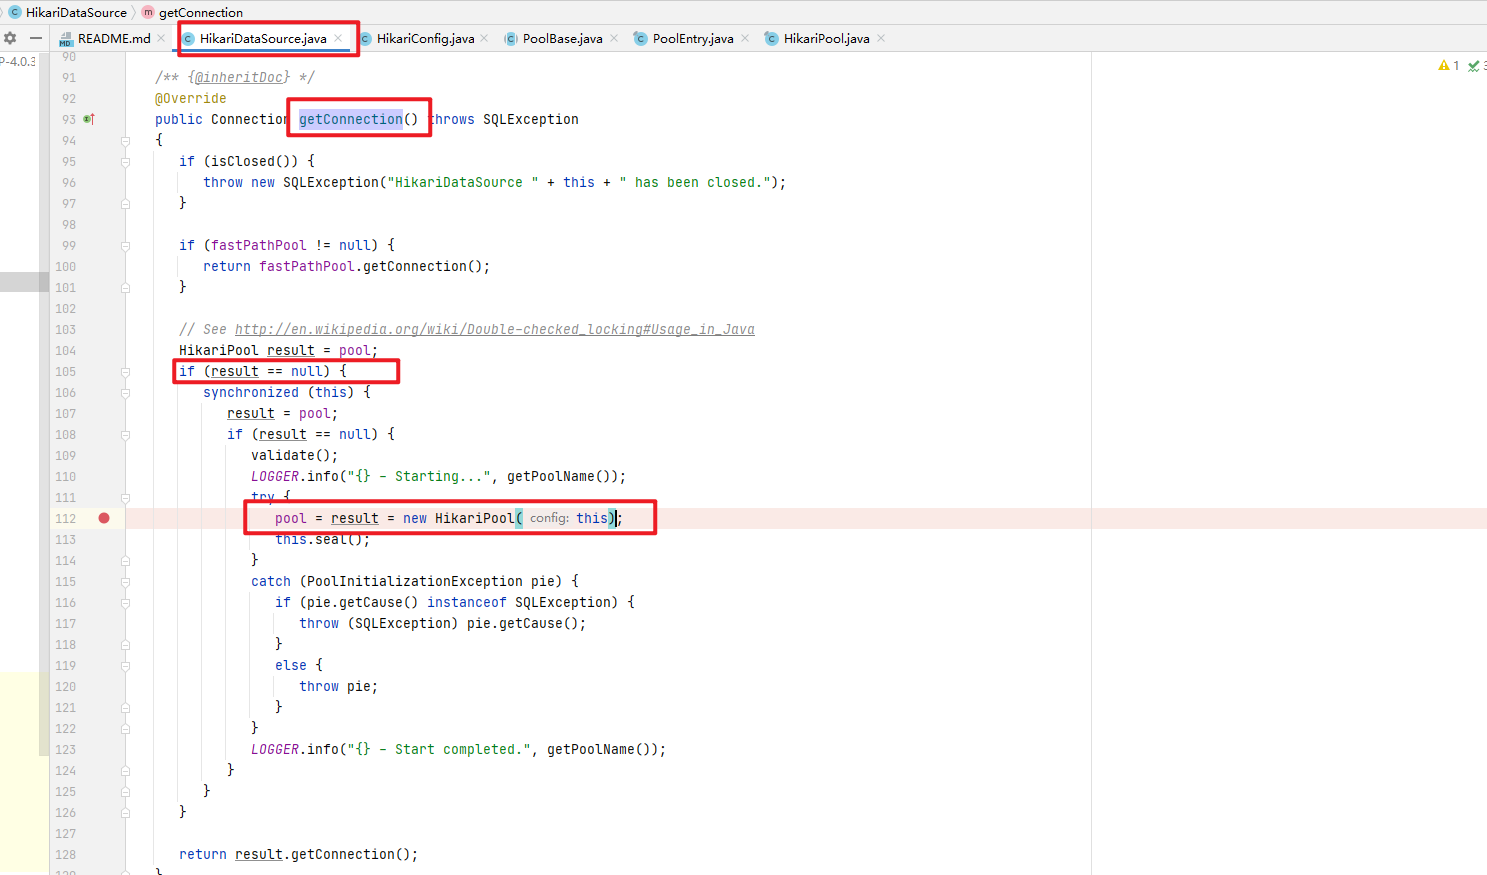 HikariDataSource getConnection
README.md HikariDataSource.java HikariConfig.java PoolBase.java PoolEntry.java HikariPool.java
P-4.0.3
1
90
91 /** {@inheritDoc} */
92 @Override
93 public Connection getConnection() throws SQLException
94 {
95 if (isClosed()) {
96 throw new SQLException("HikariDataSource " + this + " has been closed.");
97 }
98
99 if (fastPathPool != null) {
100 return fastPathPool.getConnection();
101 }
102
103 // See http://en.wikipedia.org/wiki/Double-checked_locking#Usage_in_Java
104 HikariPool result = pool;
105 if (result == null) {
106 synchronized (this) {
107 result = pool;
108 if (result == null) {
109 validate();
110 LOGGER.info("{} - Starting...", getPoolName());
111 try {
112 pool = result = new HikariPool( config: this);
113 this.seal();
114 }
115 catch (PoolInitializationException pie) {
116 if (pie.getCause() instanceof SQLException) {
117 throw (SQLException) pie.getCause();
118 }
119 else {
120 throw pie;
121 }
122 }
123 LOGGER.info("{} - Start completed.", getPoolName());
124 }
125 }
126 }
127
128 return result.getConnection();